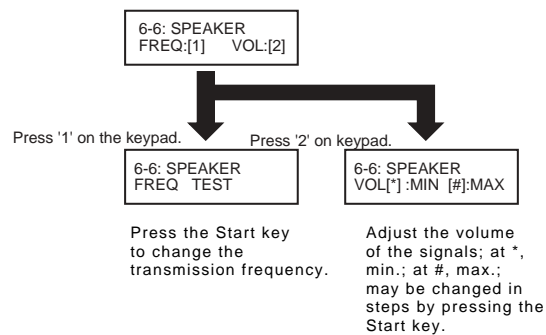 6-6: SPEAKER
FREQ:[1] VOL:[2]
Press '1' on the keypad.
Press '2' on keypad.
6-6: SPEAKER
FREQ TEST
6-6: SPEAKER
VOL[*] :MIN [#]:MAX
Press the Start key
to change the
transmission frequency.
Adjust the volume
of the signals; at *,
min.; at #, max.;
may be changed in
steps by pressing the
Start key.